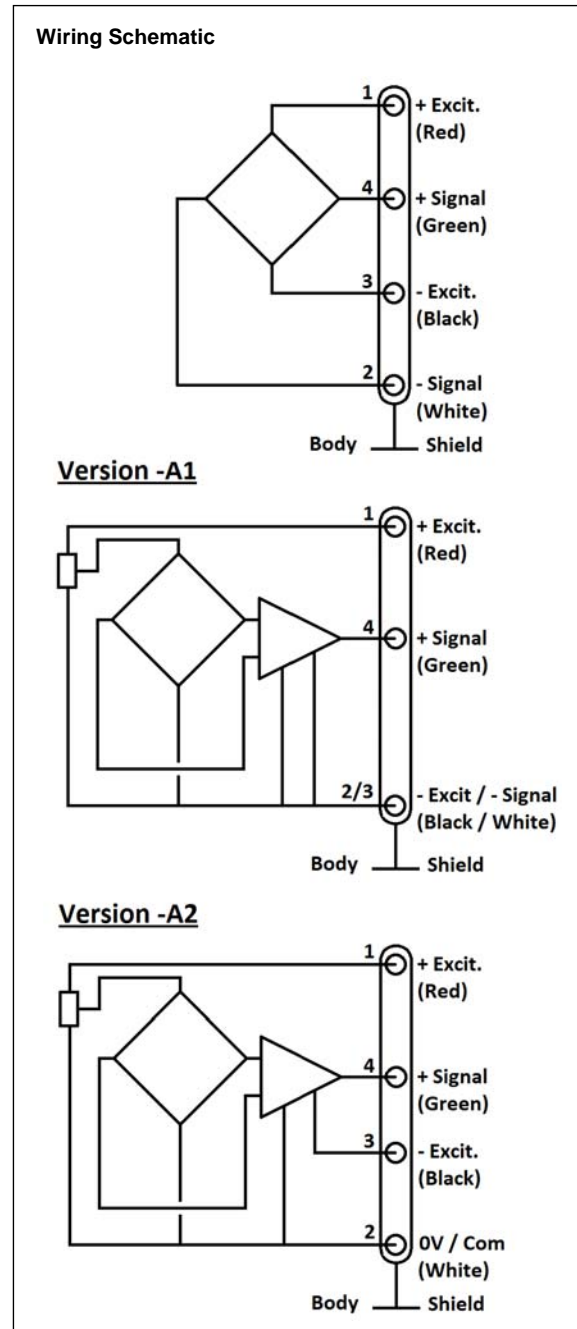 Wiring Schematic
1
+ Excit.
(Red)
4
+ Signal
(Green)
3
- Excit.
(Black)
2
- Signal
(White)
Body Shield
Version -A1
1
+ Excit.
(Red)
4
+ Signal
(Green)
2/3
- Excit / - Signal
(Black / White)
Body Shield
Version -A2
1
+ Excit.
(Red)
4
+ Signal
(Green)
3
- Excit.
(Black)
2
0V / Com
(White)
Body Shield